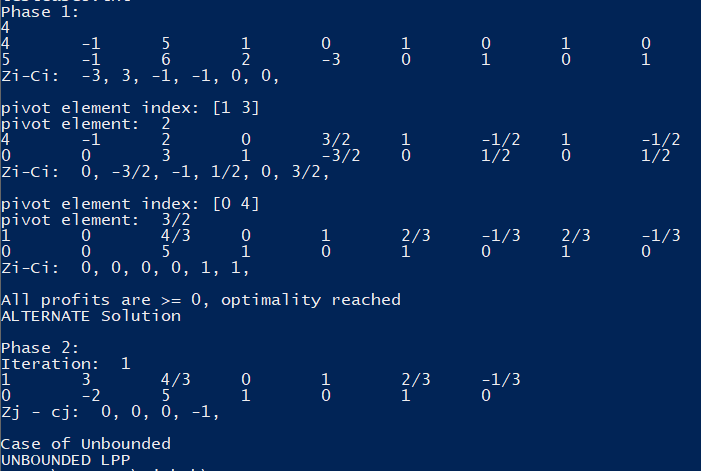 Phase 1:
4
4 -1 5 1 0 1 0 1 0
5 -1 6 2 -3 0 1 0 1
Zi-Ci: -3, 3, -1, -1, 0, 0,
pivot element index: [1 3]
pivot element: 2
4 -1 2 0 3/2 1 -1/2 1 -1/2
0 0 3 1 -3/2 0 1/2 0 1/2
Zi-Ci: 0, -3/2, -1, 1/2, 0, 3/2,
pivot element index: [0 4]
pivot element: 3/2
1 0 4/3 0 1 2/3 -1/3 2/3 -1/3
0 0 5 1 0 1 0 1 0
Zi-Ci: 0, 0, 0, 0, 1, 1,
All profits are >= 0, optimality reached
ALTERNATE Solution
Phase 2:
Iteration: 1
1 3 4/3 0 1 2/3 -1/3
0 -2 5 1 0 1 0
Zj - cj: 0, 0, 0, -1,
Case of Unbounded
UNBOUNDED LPP